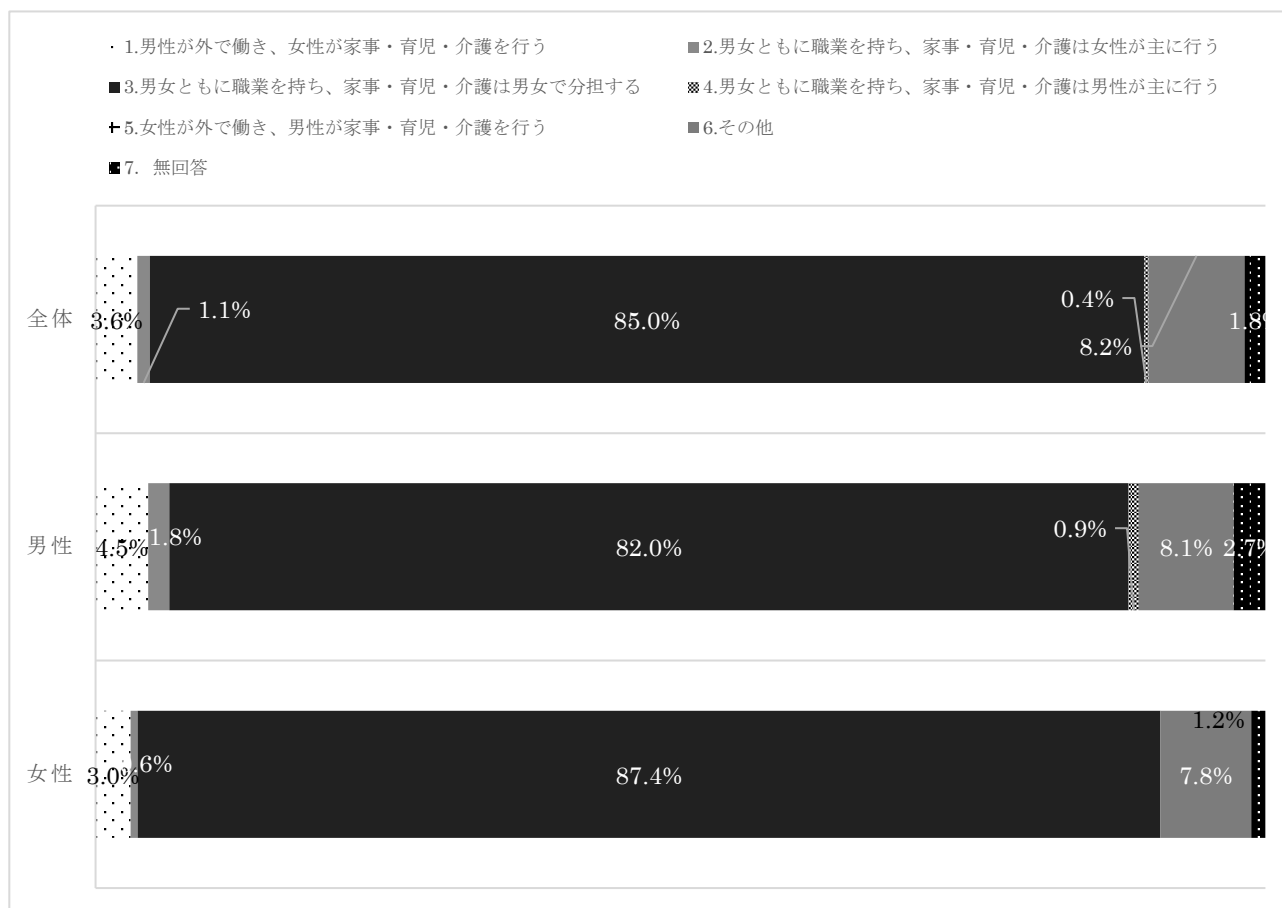 1.男性が外で働き、女性が家事・育児・介護を行う
2.男女ともに職業を持ち、家事・育児・介護は女性が主に行う
3.男女ともに職業を持ち、家事・育児・介護は男女で分担する
4.男女ともに職業を持ち、家事・育児・介護は男性が主に行う
5.女性が外で働き、男性が家事・育児・介護を行う
6.その他
7. 無回答
全体 3.6% 1.1% 85.0% 0.4% 8.2% 1.8%
男性 4.5% 1.8% 82.0% 0.9% 8.1% 2.7%
女性 3.0% 6% 87.4% 7.8% 1.2%